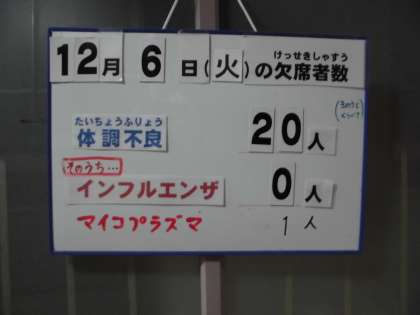 けっせきしゃすう
12月 6 日(火)の欠席者数
たいちょうふりょう
体調不良 20人
そのうち…
インフルエンザ 0人
マイコプラズマ 1人